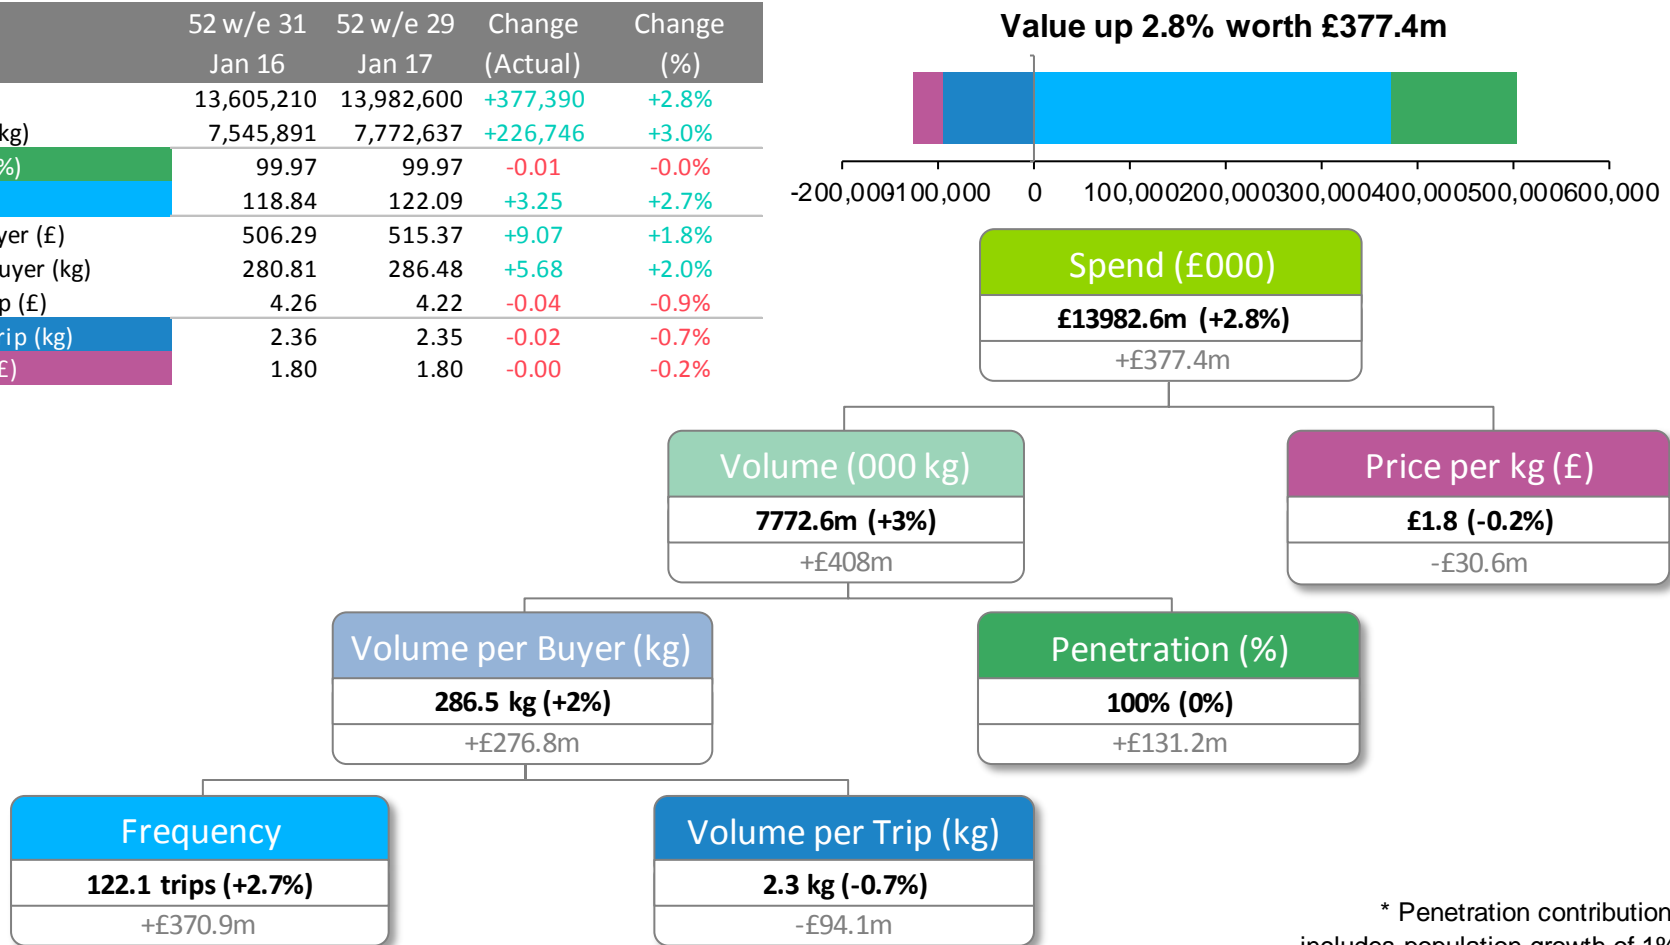 52 w/e 31 52 w/e 29 Change Change
Jan 16 Jan 17 (Actual) (%)
13,605,210 13,982,600 +377,390 +2.8%
kg) 7,545,891 7,772,637 +226,746 +3.0%
%) 99.97 99.97 -0.01 -0.0%
118.84 122.09 +3.25 +2.7%
yer (£) 506.29 515.37 +9.07 +1.8%
uyer (kg) 280.81 286.48 +5.68 +2.0%
p (£) 4.26 4.22 -0.04 -0.9%
rip (kg) 2.36 2.35 -0.02 -0.7%
£) 1.80 1.80 -0.00 -0.2%
Value up 2.8% worth £377.4m
-200,000 -100,000 0 100,000 200,000 300,000 400,000 500,000 600,000
Spend (£000)
£13982.6m (+2.8%)
+£377.4m
Volume (000 kg)
7772.6m (+3%)
+£408m
Price per kg (£)
£1.8 (-0.2%)
-£30.6m
Volume per Buyer (kg)
286.5 kg (+2%)
+£276.8m
Penetration (%)
100% (0%)
+£131.2m
Frequency
122.1 trips (+2.7%)
+£370.9m
Volume per Trip (kg)
2.3 kg (-0.7%)
-£94.1m
* Penetration contribution
includes population growth of 1%